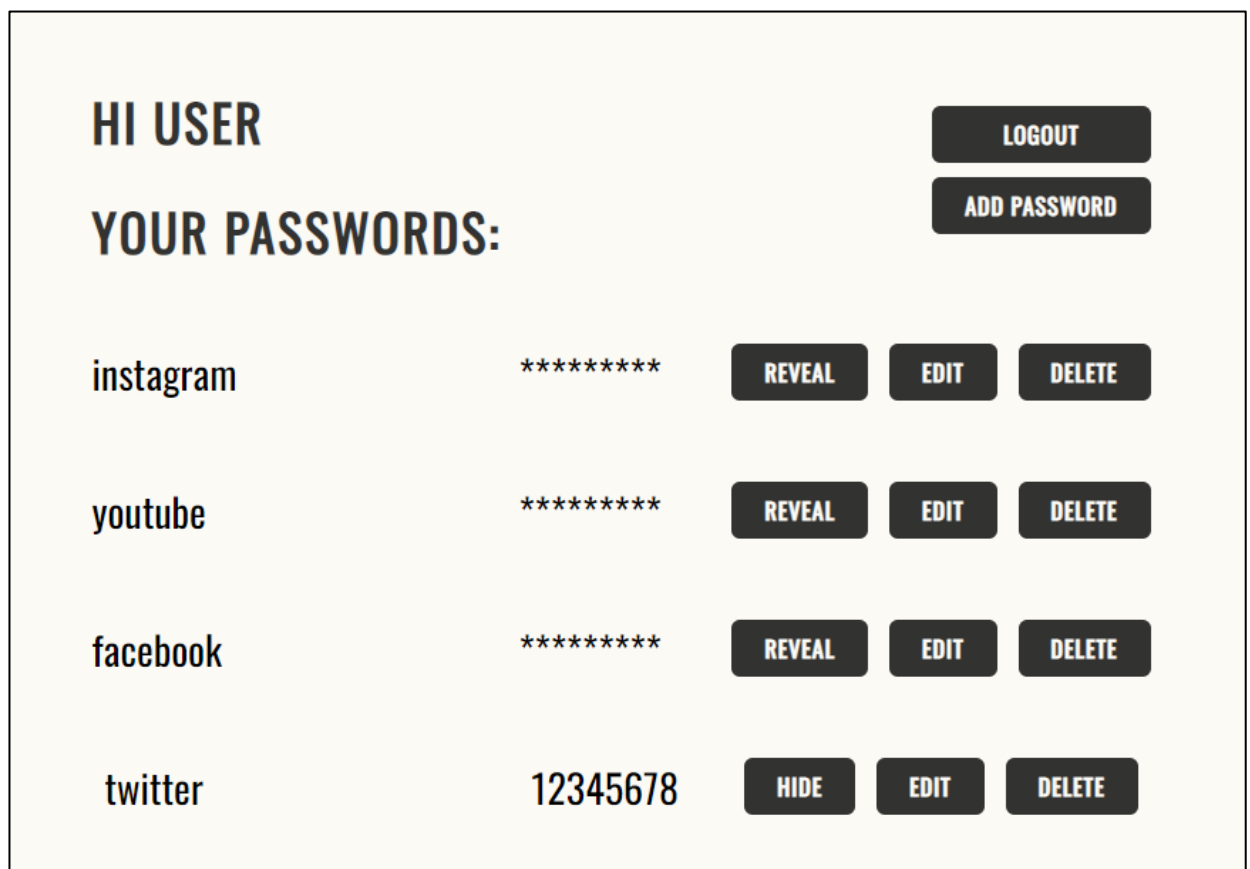 HI USER
LOGOUT
ADD PASSWORD
YOUR PASSWORDS:
instagram ********* REVEAL EDIT DELETE
youtube ********* REVEAL EDIT DELETE
facebook ********* REVEAL EDIT DELETE
twitter 12345678 HIDE EDIT DELETE